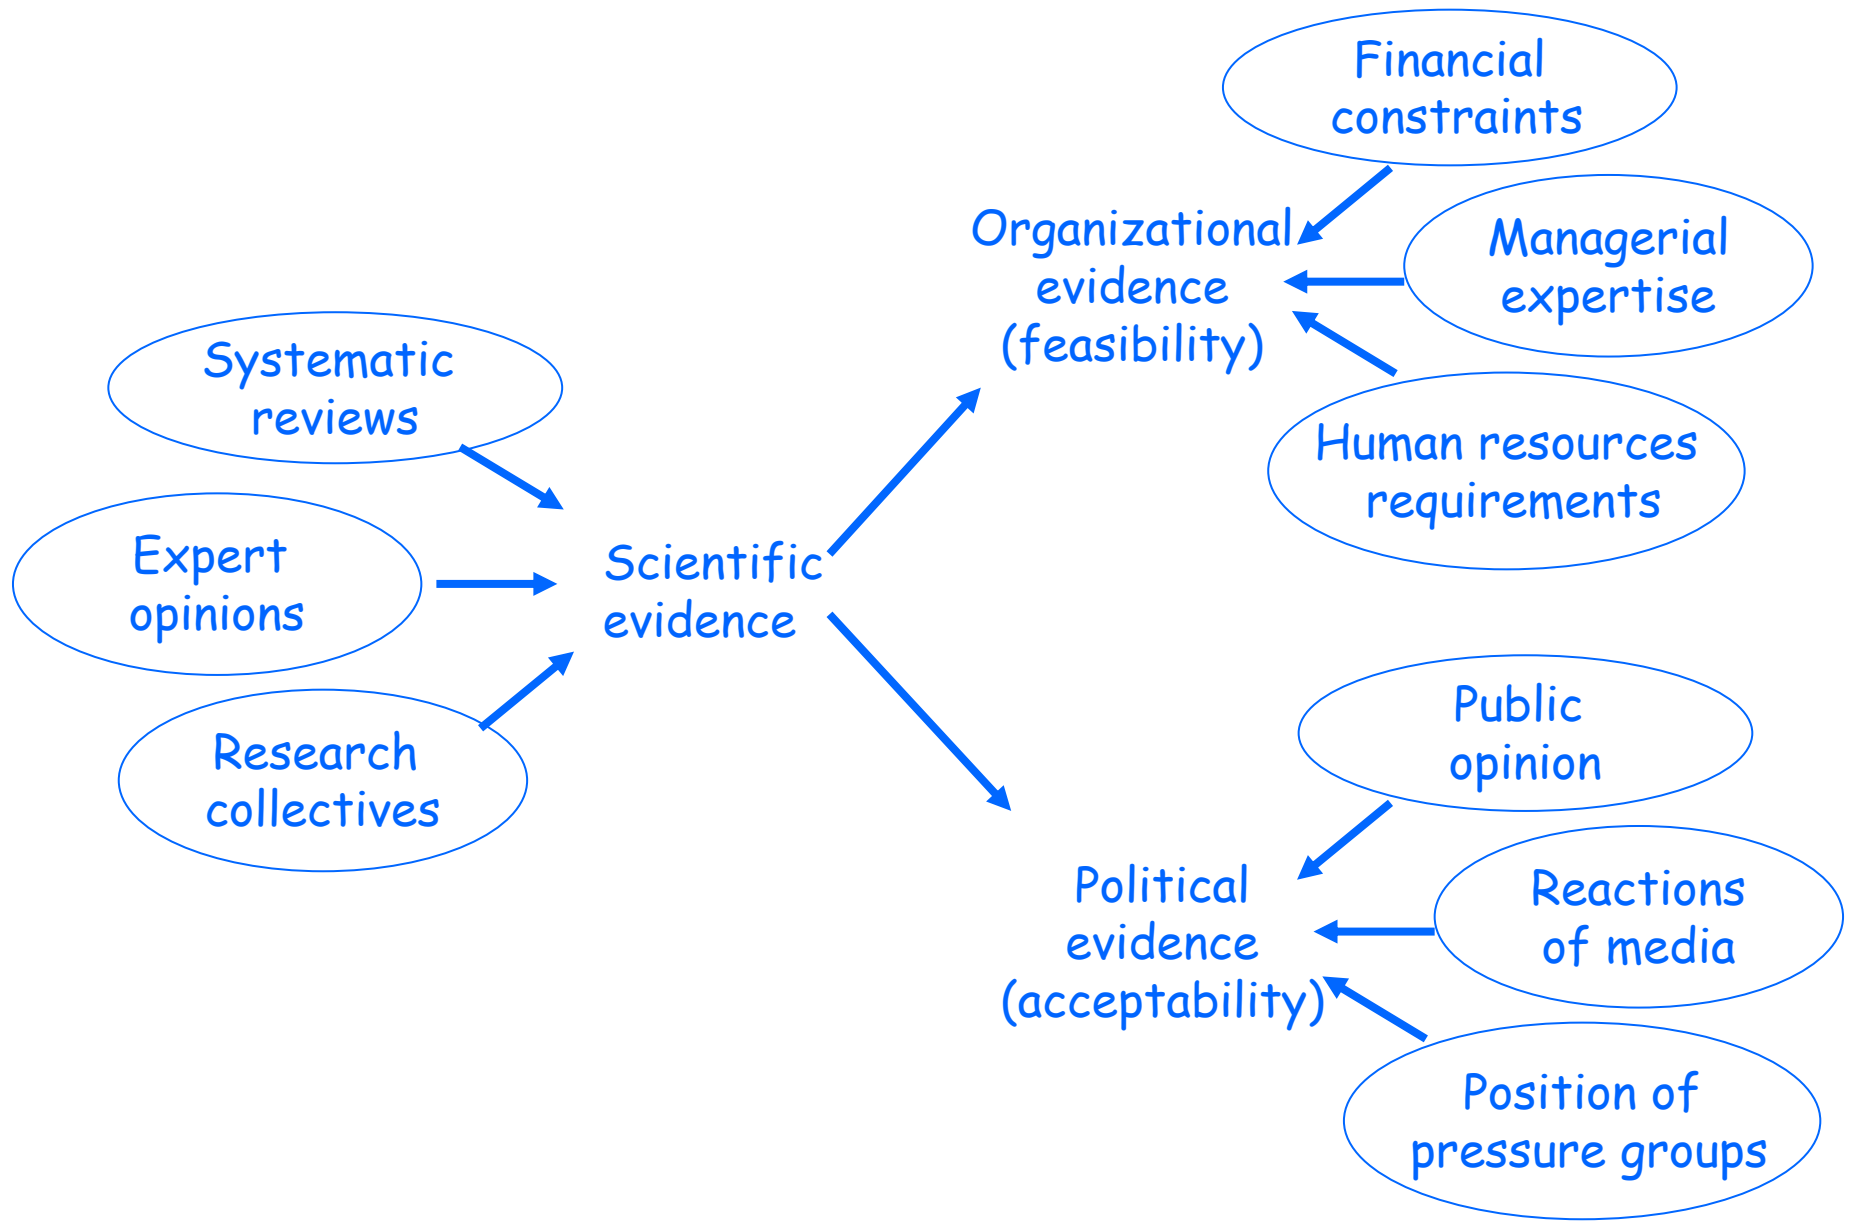 Systematic
reviews
Expert
opinions
Research
collectives
Scientific
evidence
Organizational
evidence
(feasibility)
Financial
constraints
Managerial
expertise
Human resources
requirements
Political
evidence
(acceptability)
Public
opinion
Reactions
of media
Position of
pressure groups